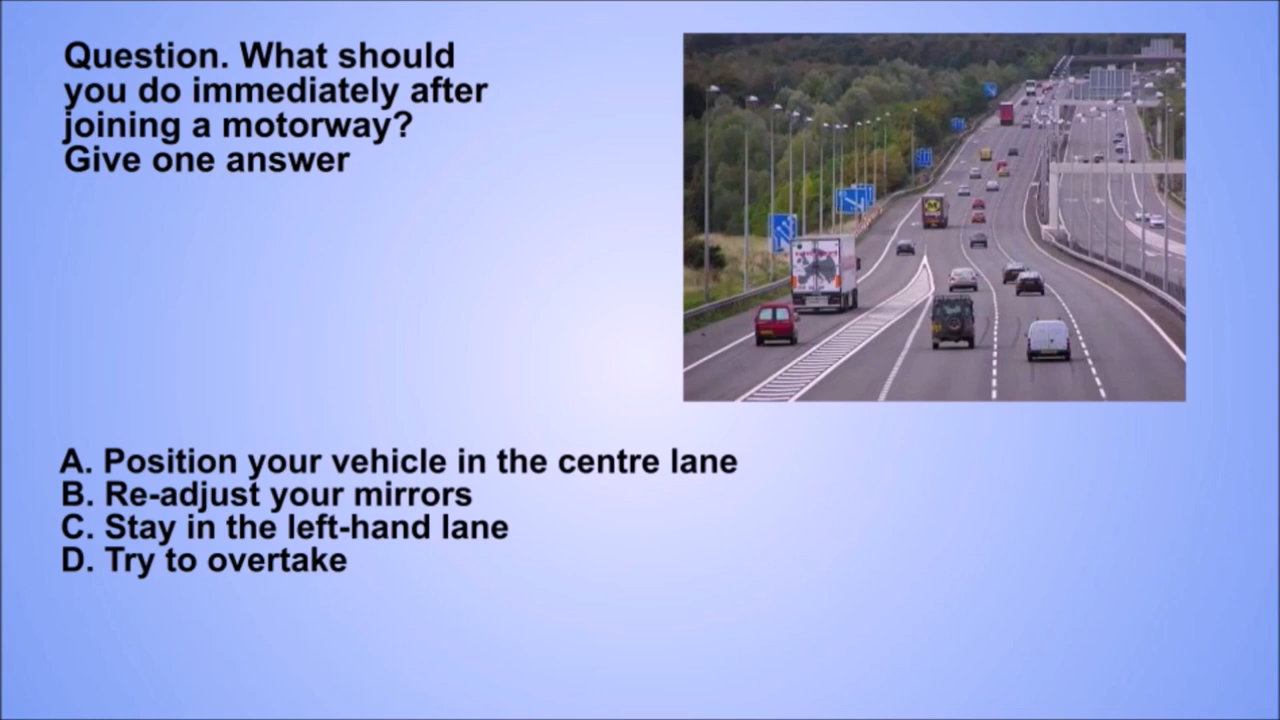 Question. What should
you do immediately after
joining a motorway?
Give one answer
A. Position your vehicle in the centre lane
B. Re-adjust your mirrors
C. Stay in the left-hand lane
D. Try to overtake